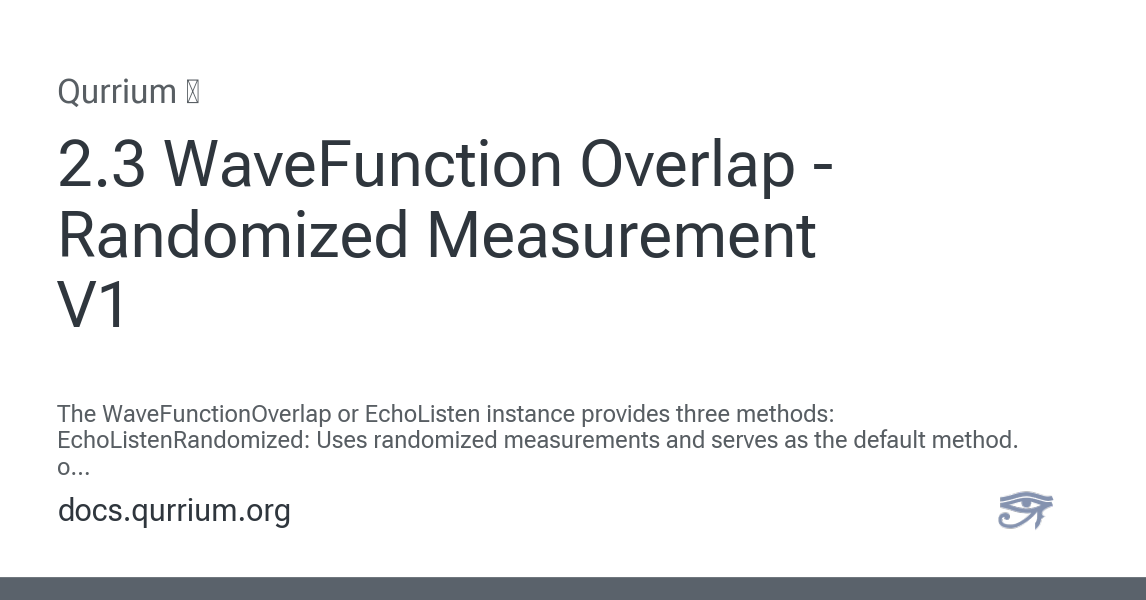 Qurrium
2.3 WaveFunction Overlap -
Randomized Measurement
V1
The WaveFunctionOverlap or EchoListen instance provides three methods:
EchoListenRandomized: Uses randomized measurements and serves as the default method.
o...
docs.qurrium.org